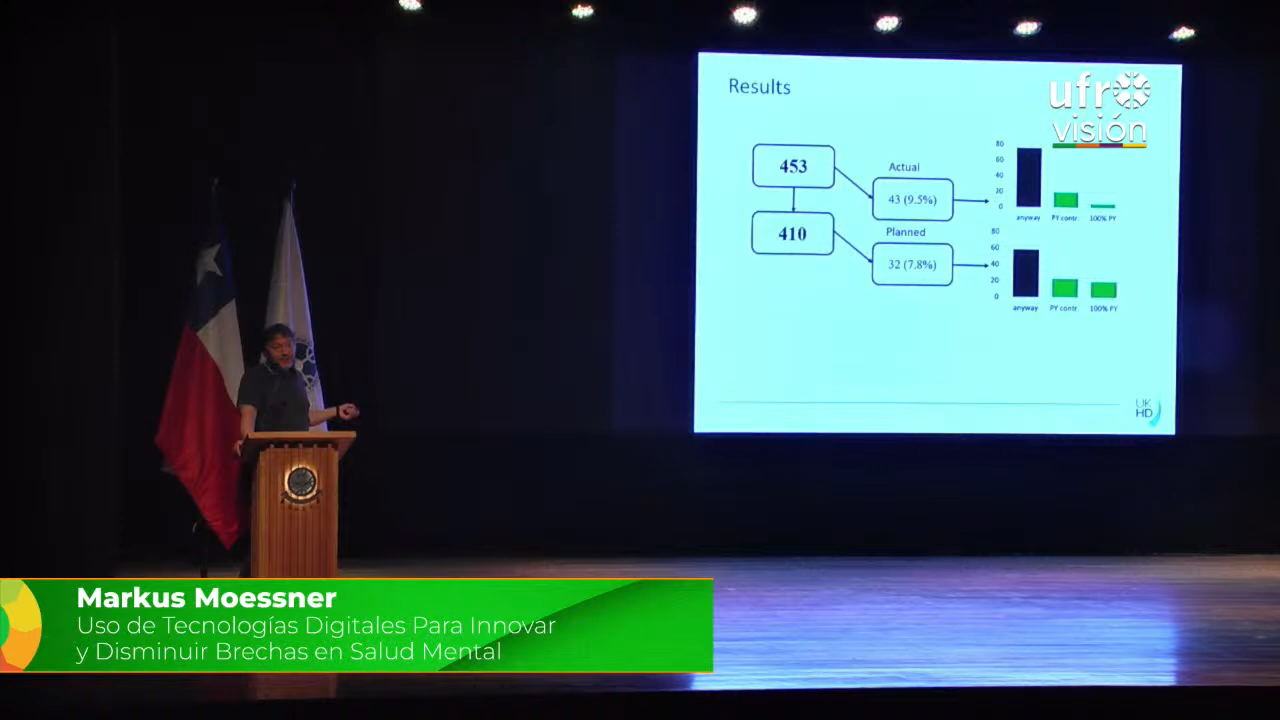 Results
ufro
visión
453
410
Actual
43 (9.5%)
Planned
32 (7.8%)
80
60
40
20
0
anyway PY contr. 100% PY
80
60
40
20
0
anyway PY contr. 100% PY
UK
HD
Markus Moessner
Uso de Tecnologías Digitales Para Innovar
y Disminuir Brechas en Salud Mental